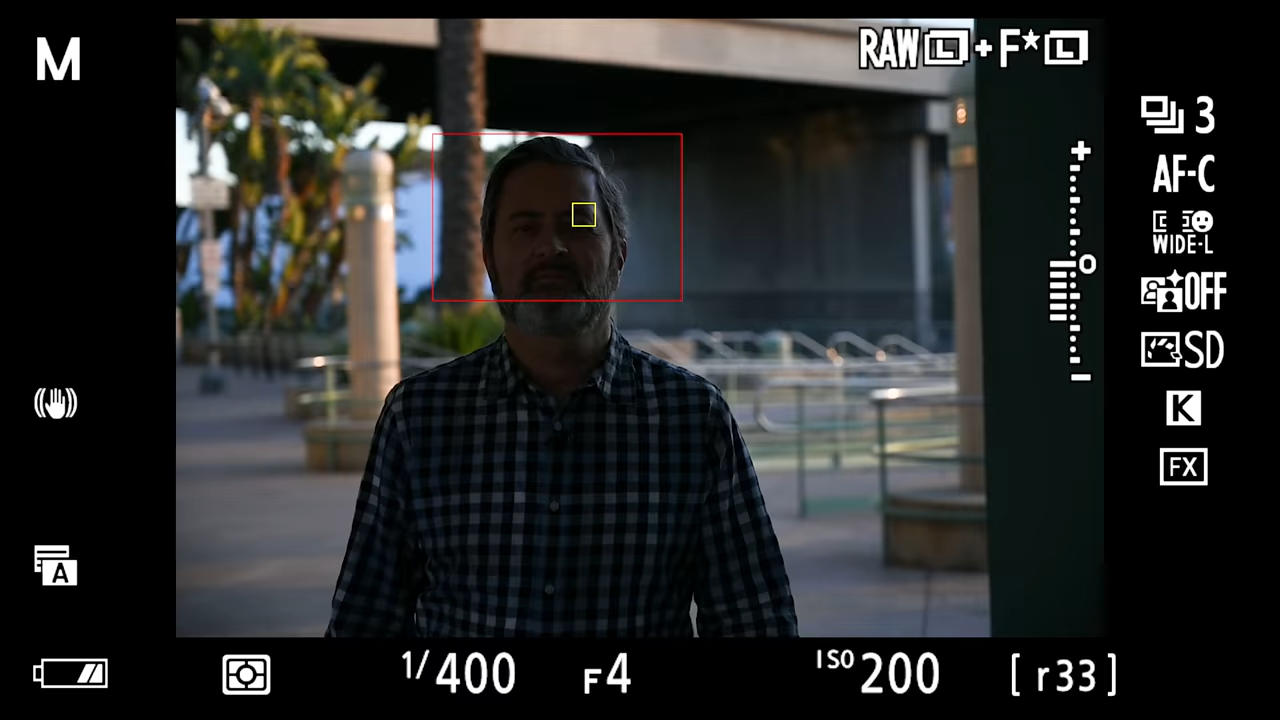 M
RAW L + F★ L
3
AF-C
WIDE-L
OFF
SD
K
FX
A
1/400 F4 ISO 200 [ r33 ]